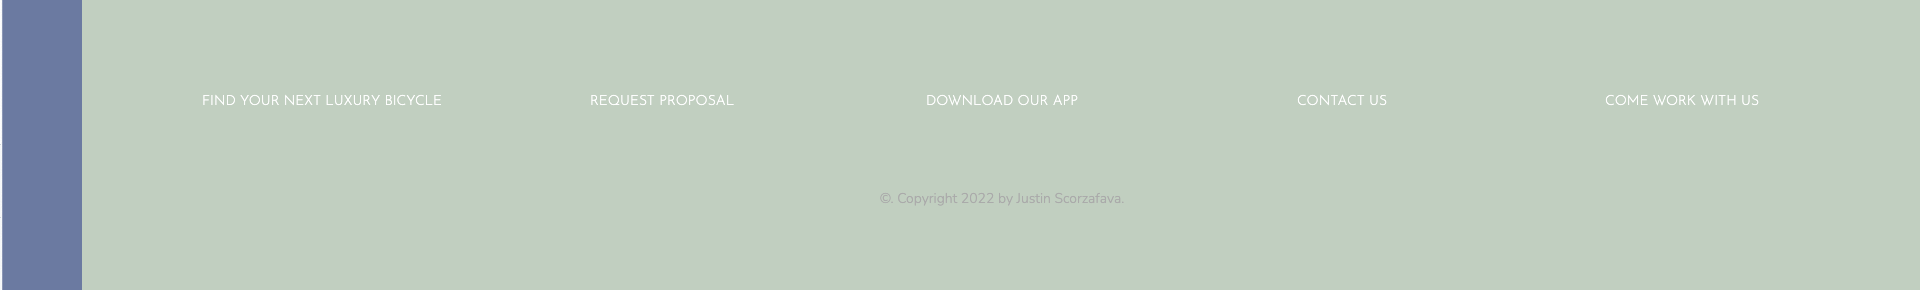 FIND YOUR NEXT LUXURY BICYCLE
REQUEST PROPOSAL
DOWNLOAD OUR APP
CONTACT US
COME WORK WITH US
©. Copyright 2022 by Justin Scorzafava.